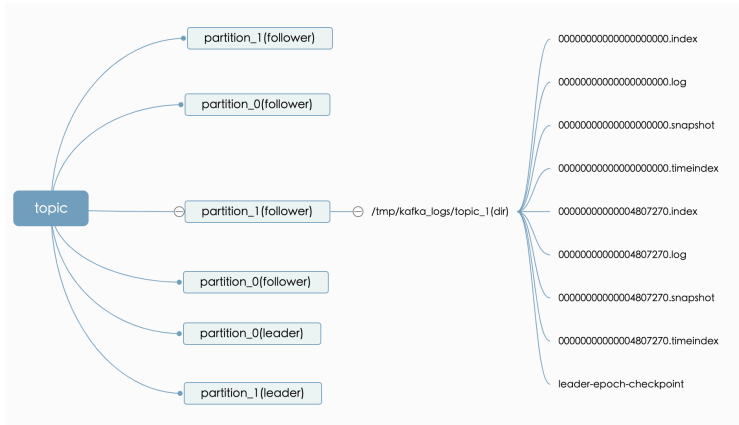 topic
partition_1(follower)
partition_0(follower)
partition_1(follower)
partition_0(follower)
partition_0(leader)
partition_1(leader)
/tmp/kafka_logs/topic_1(dir)
00000000000000000000.index
00000000000000000000.log
00000000000000000000.snapshot
00000000000000000000.timeindex
00000000000004807270.index
00000000000004807270.log
00000000000004807270.snapshot
00000000000004807270.timeindex
leader-epoch-checkpoint